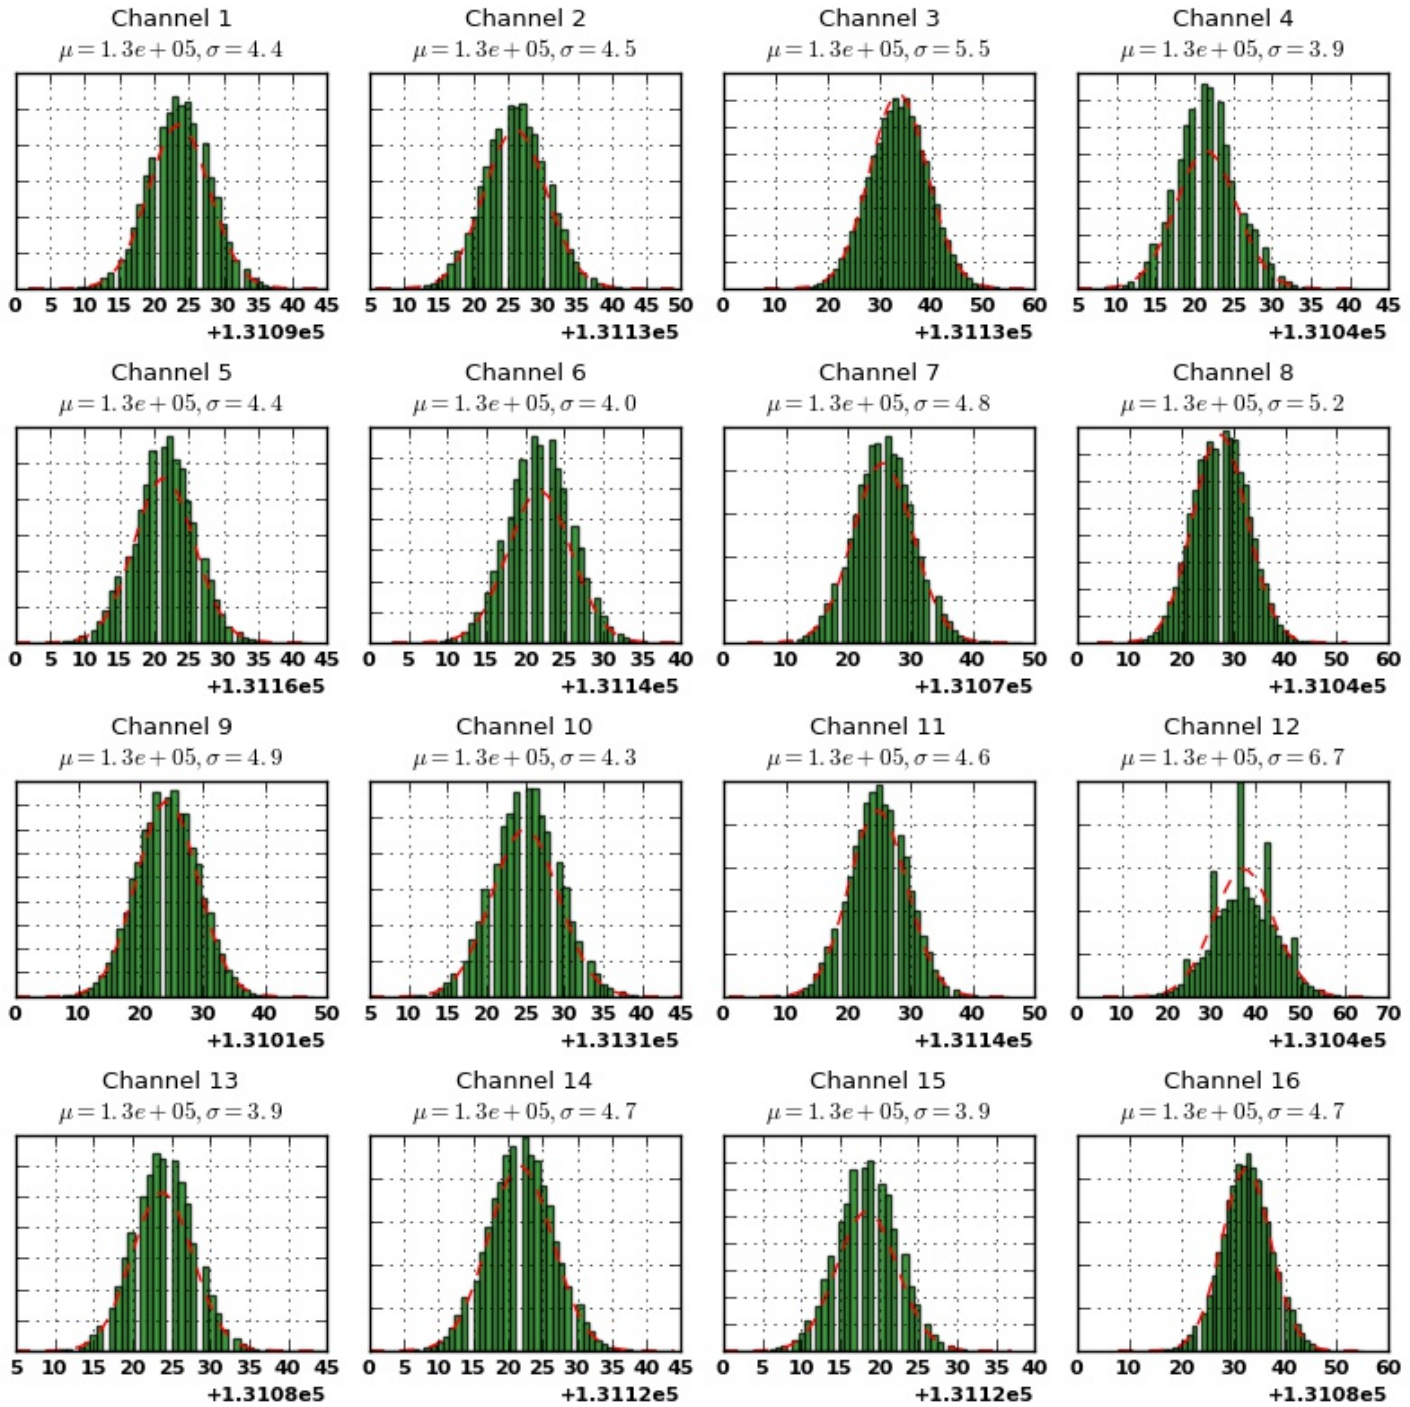 Channel 1 Channel 2 Channel 3 Channel 4
μ = 1.3e + 05, σ = 4.4 μ = 1.3e + 05, σ = 4.5 μ = 1.3e + 05, σ = 5.5 μ = 1.3e + 05, σ = 3.9
0 5 10 15 20 25 30 35 40 45 5 10 15 20 25 30 35 40 45 50 0 10 20 30 40 50 60 5 10 15 20 25 30 35 40 45
+1.3109e5 +1.3113e5 +1.3113e5 +1.3104e5
Channel 5 Channel 6 Channel 7 Channel 8
μ = 1.3e + 05, σ = 4.4 μ = 1.3e + 05, σ = 4.0 μ = 1.3e + 05, σ = 4.8 μ = 1.3e + 05, σ = 5.2
0 5 10 15 20 25 30 35 40 45 0 5 10 15 20 25 30 35 40 0 10 20 30 40 50 0 10 20 30 40 50 60
+1.3116e5 +1.3114e5 +1.3107e5 +1.3104e5
Channel 9 Channel 10 Channel 11 Channel 12
μ = 1.3e + 05, σ = 4.9 μ = 1.3e + 05, σ = 4.3 μ = 1.3e + 05, σ = 4.6 μ = 1.3e + 05, σ = 6.7
0 10 20 30 40 50 5 10 15 20 25 30 35 40 45 0 10 20 30 40 50 0 10 20 30 40 50 60 70
+1.3101e5 +1.3131e5 +1.3114e5 +1.3104e5
Channel 13 Channel 14 Channel 15 Channel 16
μ = 1.3e + 05, σ = 3.9 μ = 1.3e + 05, σ = 4.7 μ = 1.3e + 05, σ = 3.9 μ = 1.3e + 05, σ = 4.7
5 10 15 20 25 30 35 40 45 0 5 10 15 20 25 30 35 40 45 0 5 10 15 20 25 30 35 40 0 10 20 30 40 50 60
+1.3108e5 +1.3112e5 +1.3112e5 +1.3108e5